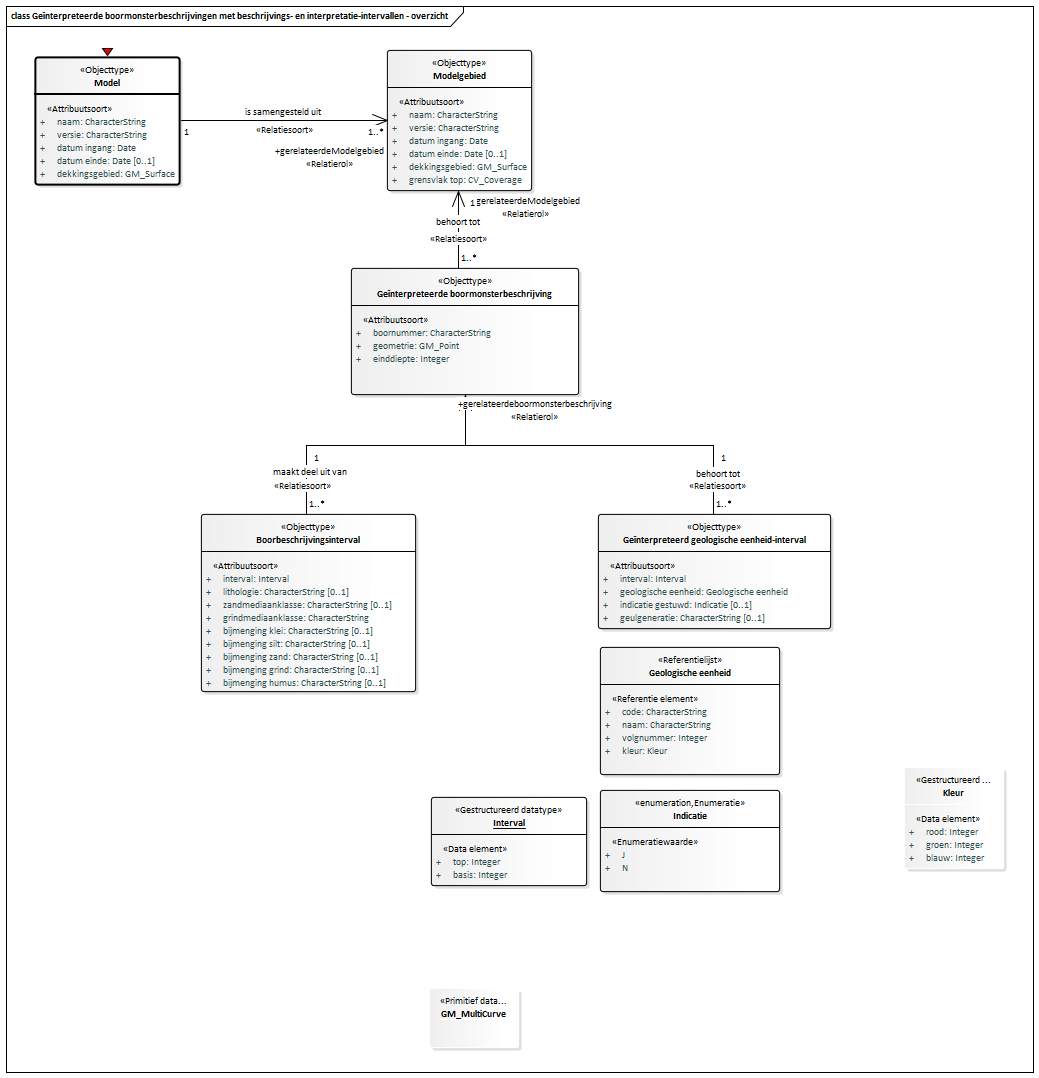 class Geïnterpreteerde boormonsterbeschrijvingen met beschrijvings- en interpretatie-intervallen - overzicht
«Objecttype»
Model
«Attribuutsoort»
+ naam: CharacterString
+ versie: CharacterString
+ datum ingang: Date
+ datum einde: Date [0..1]
+ dekkingsgebied: GM_Surface
is samengesteld uit
1
«Relatiesoort»
1..*
+gerelateerdeModelgebied
«Relatierol»
«Objecttype»
Modelgebied
«Attribuutsoort»
+ naam: CharacterString
+ versie: CharacterString
+ datum ingang: Date
+ datum einde: Date [0..1]
+ dekkingsgebied: GM_Surface
+ grensvlak top: CV_Coverage
1
gerelateerdeModelgebied
«Relatierol»
behoort tot
«Relatiesoort»
1..*
«Objecttype»
Geïnterpreteerde boormonsterbeschrijving
«Attribuutsoort»
+ boornummer: CharacterString
+ geometrie: GM_Point
+ einddiepte: Integer
+gerelateerdeboormonsterbeschrijving
«Relatierol»
1
maakt deel uit van
«Relatiesoort»
1..*
1
behoort tot
«Relatiesoort»
1..*
«Objecttype»
Boorbeschrijvingsinterval
«Attribuutsoort»
+ interval: Interval
+ lithologie: CharacterString [0..1]
+ zandmediaanklasse: CharacterString [0..1]
+ grindmediaanklasse: CharacterString
+ bijmenging klei: CharacterString [0..1]
+ bijmenging silt: CharacterString [0..1]
+ bijmenging zand: CharacterString [0..1]
+ bijmenging grind: CharacterString [0..1]
+ bijmenging humus: CharacterString [0..1]
«Objecttype»
Geïnterpreteerd geologische eenheid-interval
«Attribuutsoort»
+ interval: Interval
+ geologische eenheid: Geologische eenheid
+ indicatie gestuwd: Indicatie [0..1]
+ geulgeneratie: CharacterString [0..1]
«Referentielijst»
Geologische eenheid
«Referentie element»
+ code: CharacterString
+ naam: CharacterString
+ volgnummer: Integer
+ kleur: Kleur
«Gestructureerd ...
Kleur
«Data element»
+ rood: Integer
+ groen: Integer
+ blauw: Integer
«Gestructureerd datatype»
Interval
«Data element»
+ top: Integer
+ basis: Integer
«enumeration,Enumeratie»
Indicatie
«Enumeratiewaarde»
+ J
+ N
«Primitief data...
GM_MultiCurve